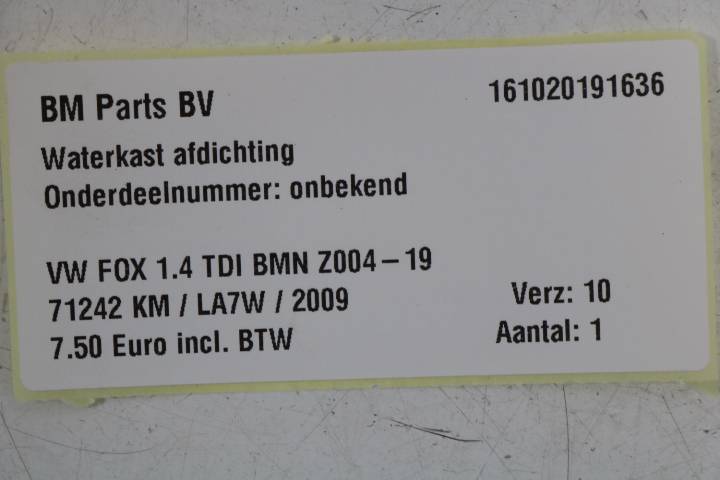 BM Parts BV 161020191636
Waterkast afdichting
Onderdeelnummer: onbekend
VW FOX 1.4 TDI BMN Z004-19
71242 KM / LA7W / 2009 Verz: 10
7.50 Euro incl. BTW Aantal: 1